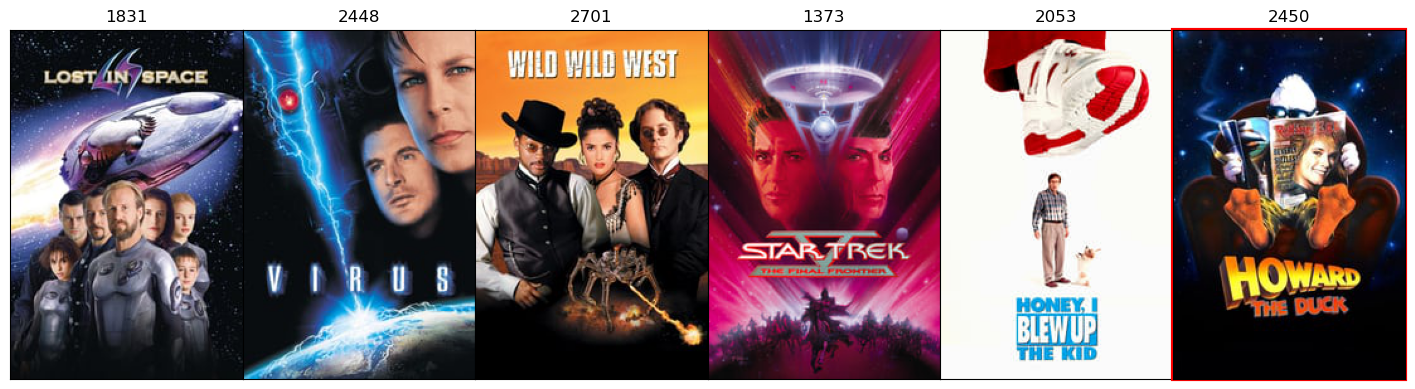 1831
2448
2701
1373
2053
2450
LOST IN SPACE
VIRUS
WILD WILD WEST
STAR TREK
V
THE FINAL FRONTIER
HONEY, I
BLEW UP
THE KID
HOWARD
THE DUCK